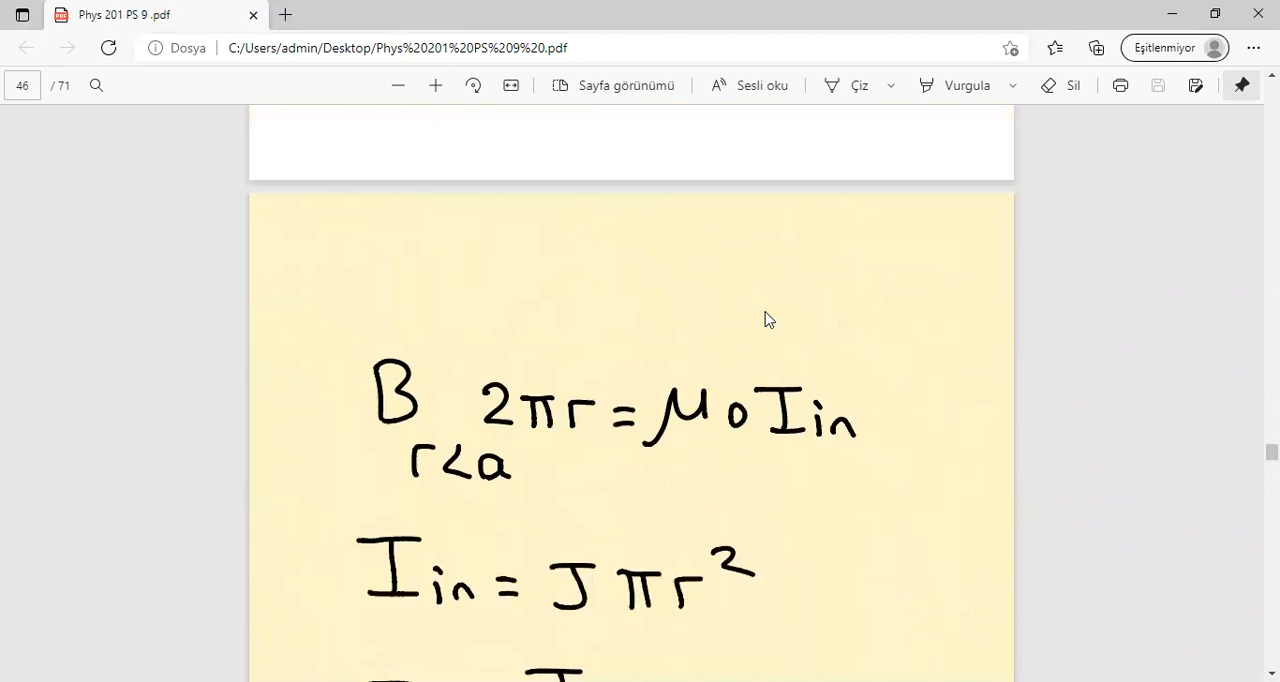 Phys 201 PS 9 .pdf
Dosya C:/Users/admin/Desktop/Phys%20201%20PS%209%20.pdf Eşitlenmiyor
46 / 71 Sayfa görünümü A Sesli oku Çiz Vurgula Sil
B r<a 2πr = μ0 Iin
Iin = J πr²